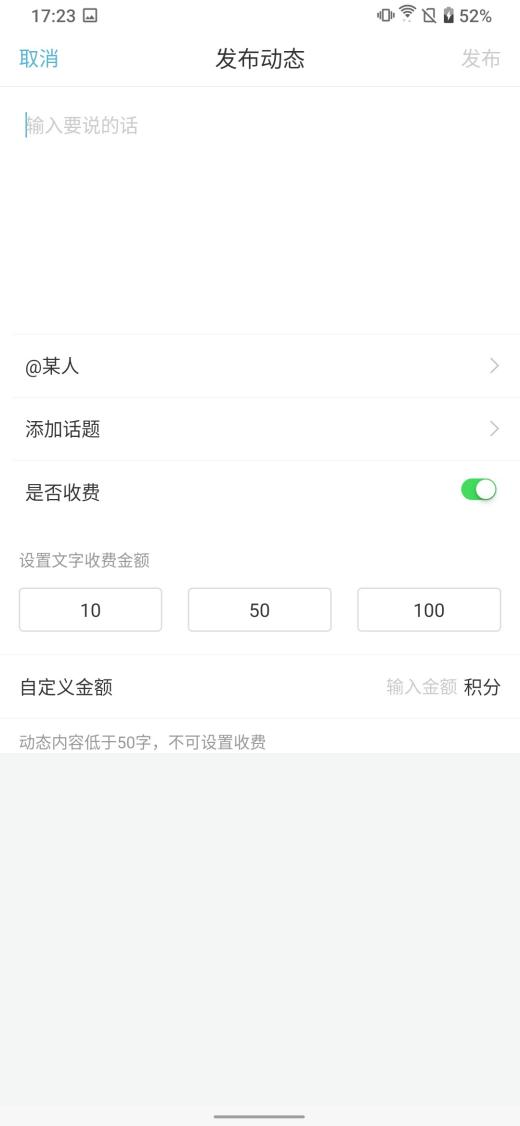 17:23 52%
取消 发布动态 发布
输入要说的话
@某人
添加话题
是否收费
设置文字收费金额
10 50 100
自定义金额 输入金额 积分
动态内容低于50字，不可设置收费